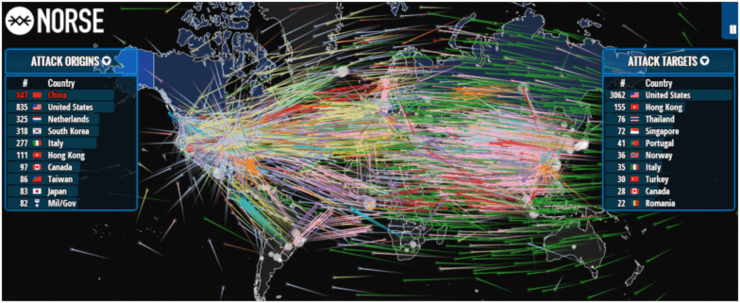 NORSE
ATTACK ORIGINS
# Country
847 China
835 United States
325 Netherlands
318 South Korea
277 Italy
111 Hong Kong
97 Canada
86 Taiwan
83 Japan
82 Mil/Gov
ATTACK TARGETS
# Country
3062 United States
155 Hong Kong
76 Thailand
72 Singapore
41 Portugal
36 Norway
35 Italy
30 Turkey
28 Canada
22 Romania